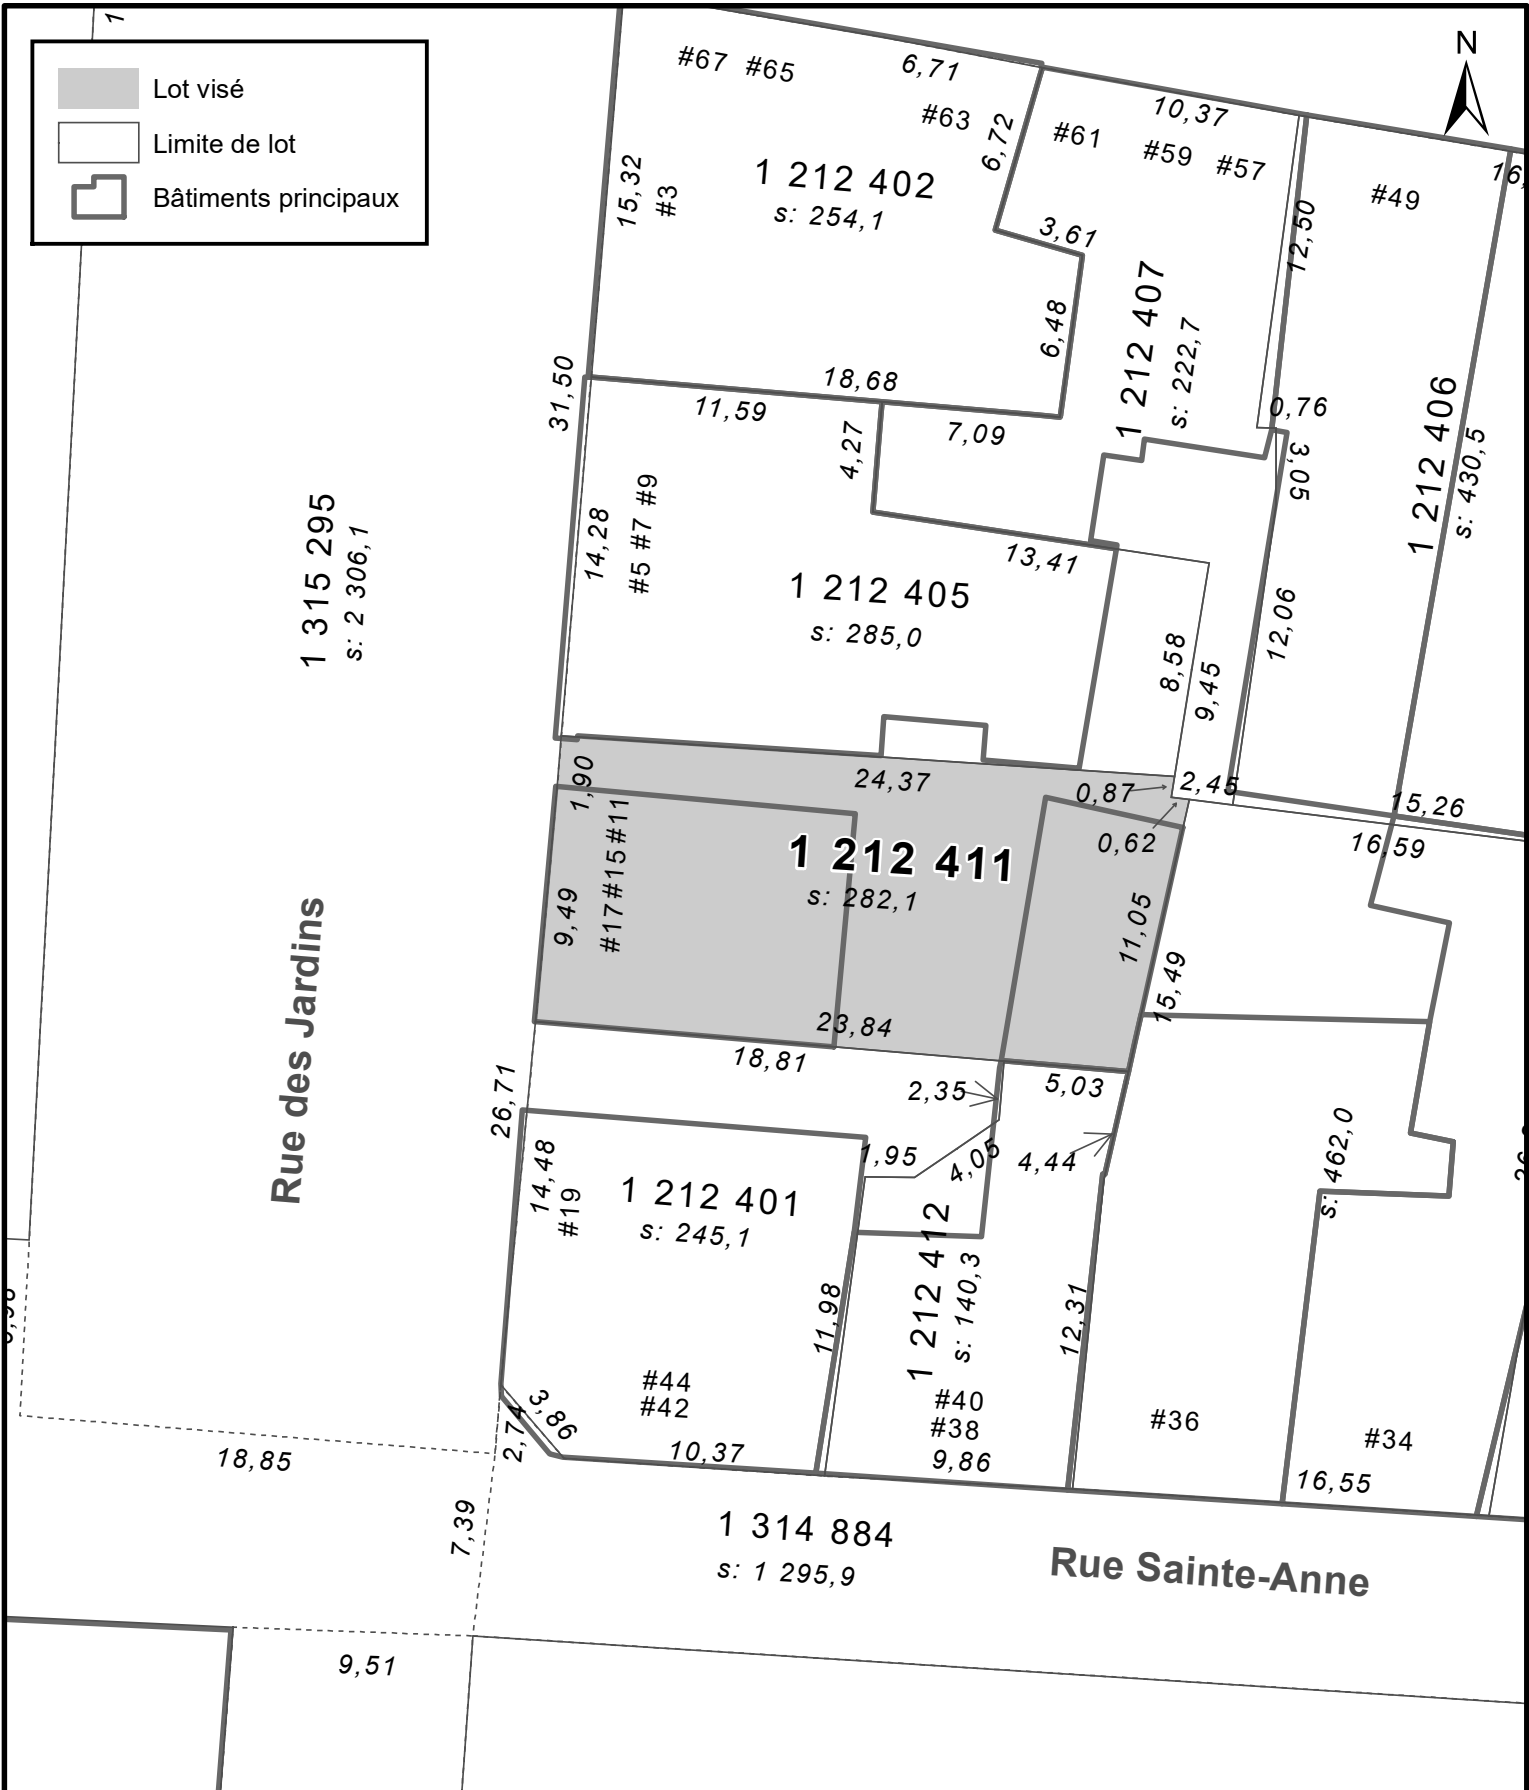 Lot visé
Limite de lot
Bâtiments principaux
N
1
#67 #65
6,71
#63
6,72
10,37
#61
#59
#57
#49
16,
15,32
#3
1 212 402
s: 254,1
3,61
12,50
6,48
1 212 407
s: 222,7
31,50
18,68
11,59
7,09
4,27
0,76
3,05
1 212 406
s: 430,5
1 315 295
s: 2 306,1
14,28
#5 #7 #9
13,41
1 212 405
s: 285,0
8,58
9,45
12,06
1,90
24,37
0,87
2,45
15,26
0,62
16,59
1 212 411
s: 282,1
9,49
#17#15#11
11,05
15,49
23,84
18,81
Rue des Jardins
26,71
2,35
5,03
1,95
4,05
4,44
14,48
#19
1 212 401
s: 245,1
1 212 412
s: 140,3
s: 462,0
11,98
12,31
#44
#42
#40
#38
#36
#34
3,86
2,74
10,37
9,86
16,55
18,85
7,39
1 314 884
s: 1 295,9
Rue Sainte-Anne
9,51